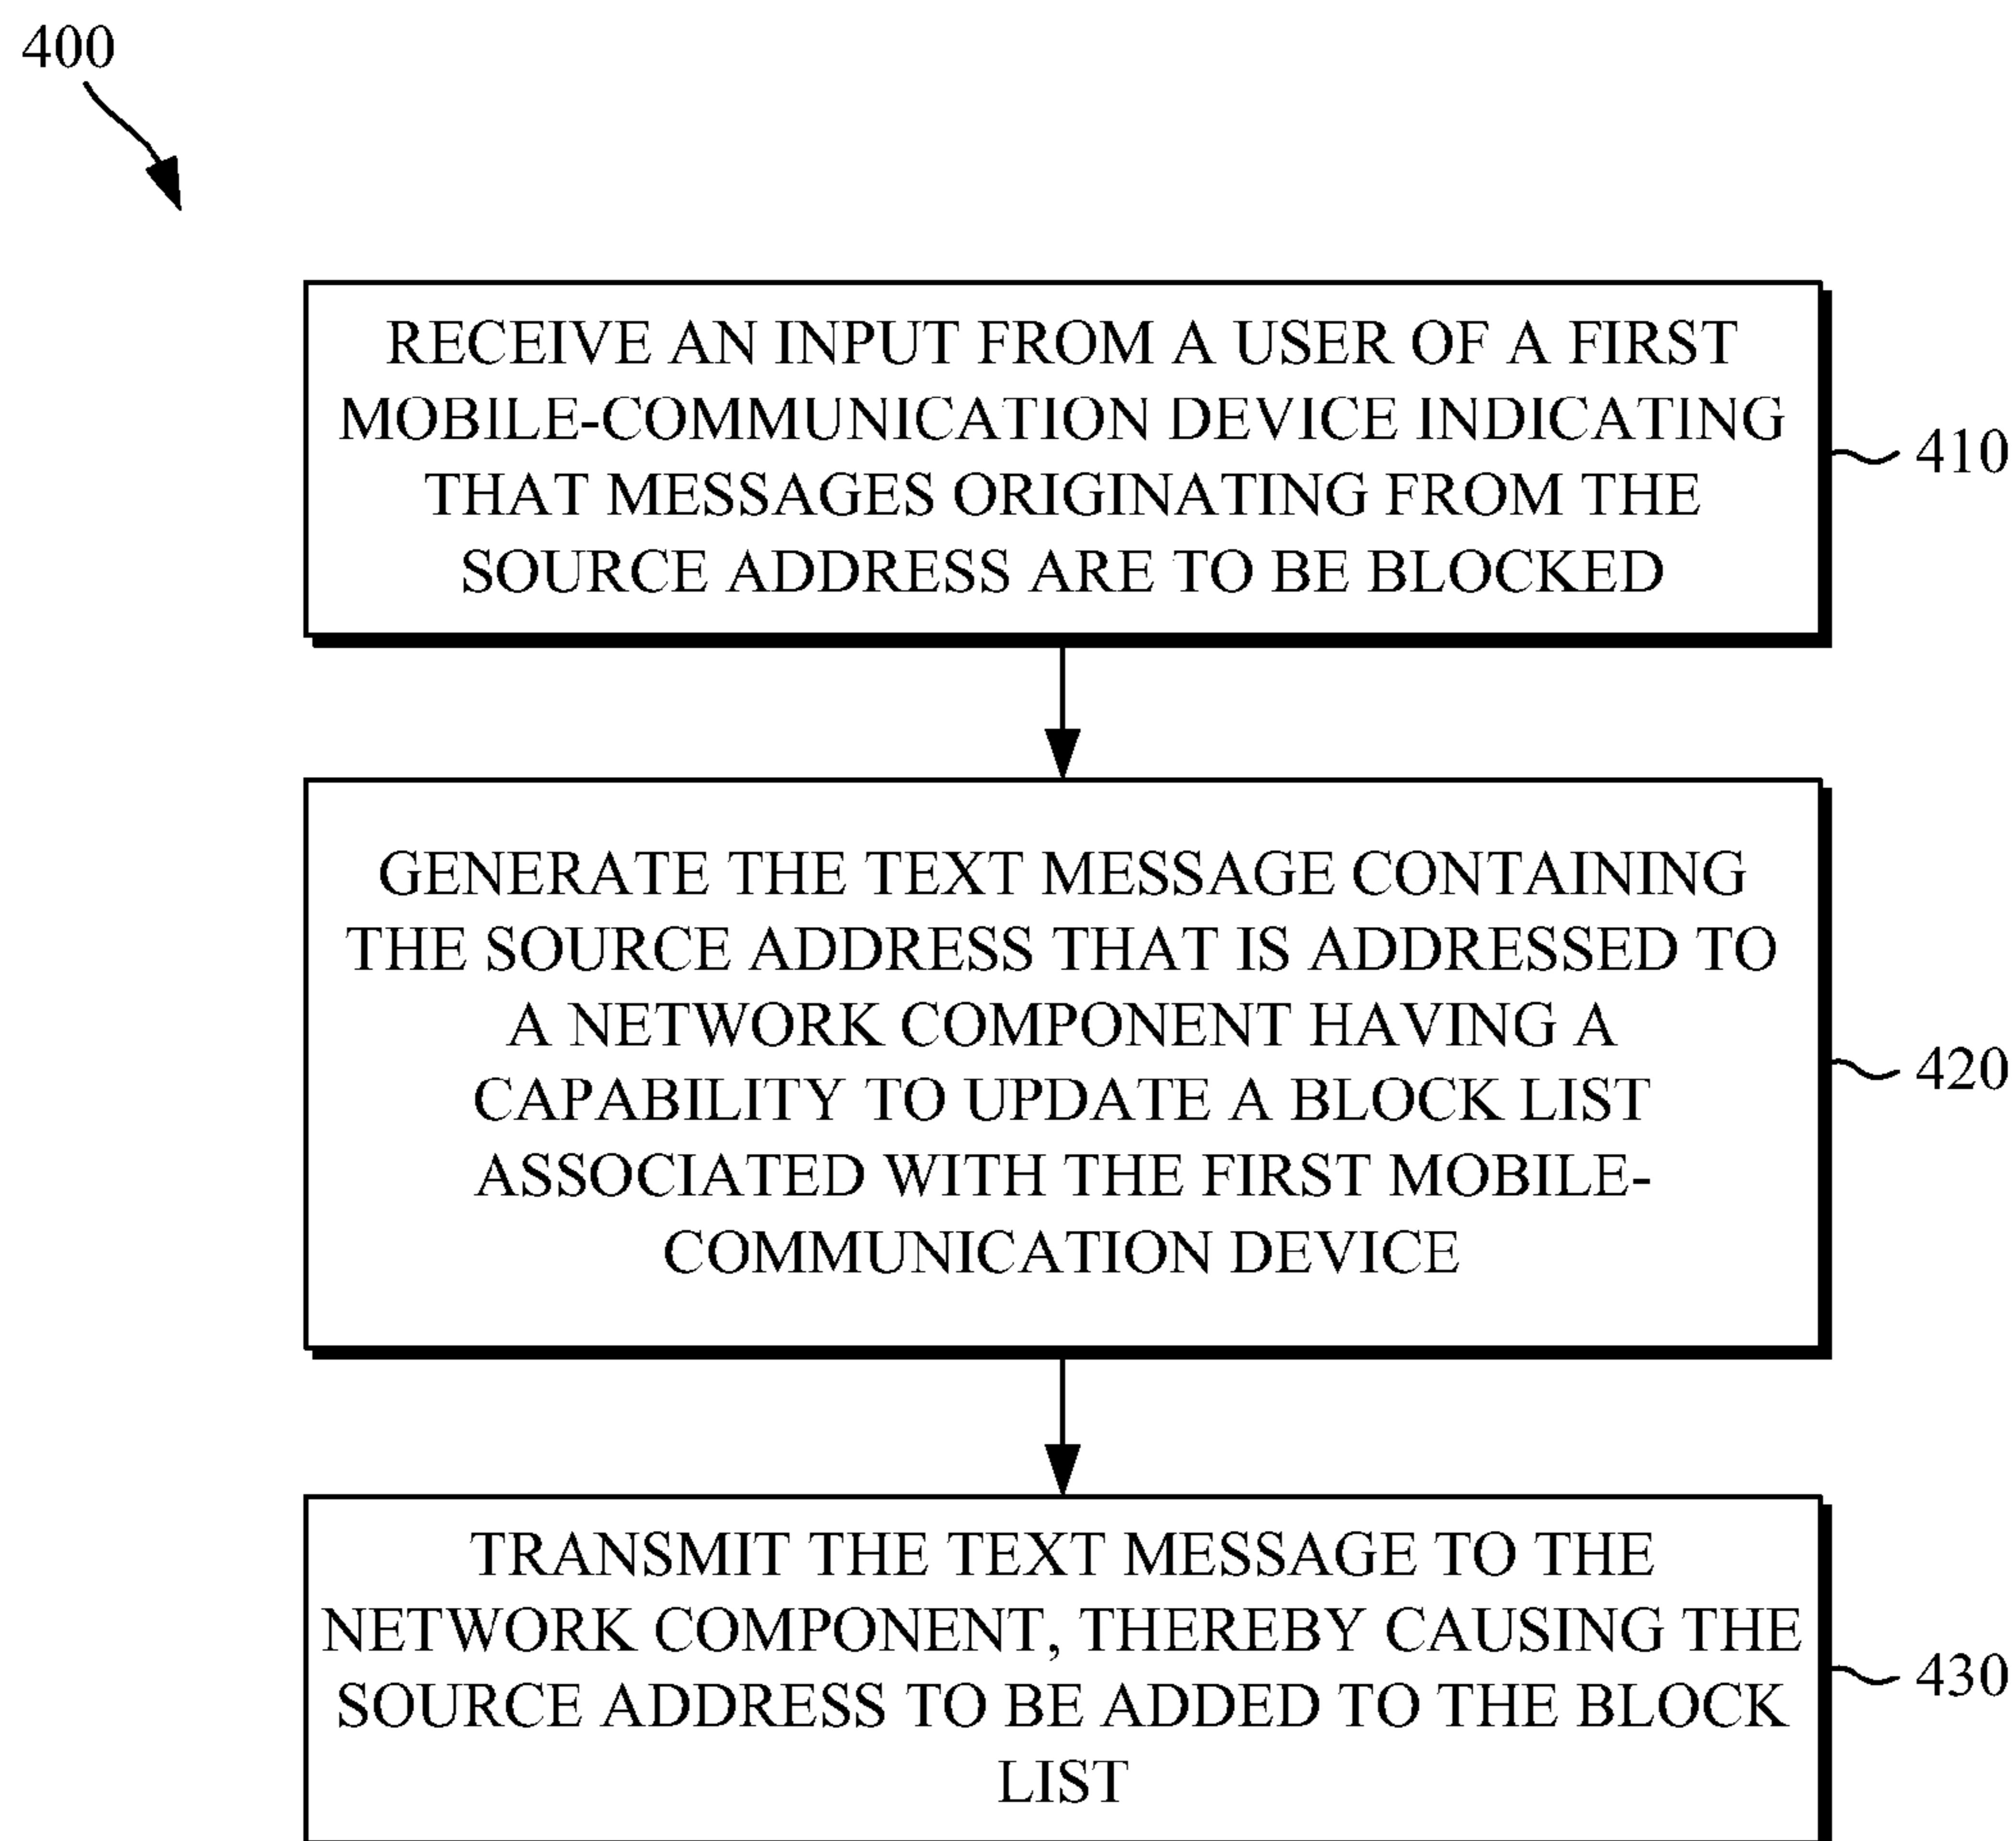 400
RECEIVE AN INPUT FROM A USER OF A FIRST
MOBILE-COMMUNICATION DEVICE INDICATING
THAT MESSAGES ORIGINATING FROM THE
SOURCE ADDRESS ARE TO BE BLOCKED
410
GENERATE THE TEXT MESSAGE CONTAINING
THE SOURCE ADDRESS THAT IS ADDRESSED TO
A NETWORK COMPONENT HAVING A
CAPABILITY TO UPDATE A BLOCK LIST
ASSOCIATED WITH THE FIRST MOBILE-
COMMUNICATION DEVICE
420
TRANSMIT THE TEXT MESSAGE TO THE
NETWORK COMPONENT, THEREBY CAUSING THE
SOURCE ADDRESS TO BE ADDED TO THE BLOCK
LIST
430